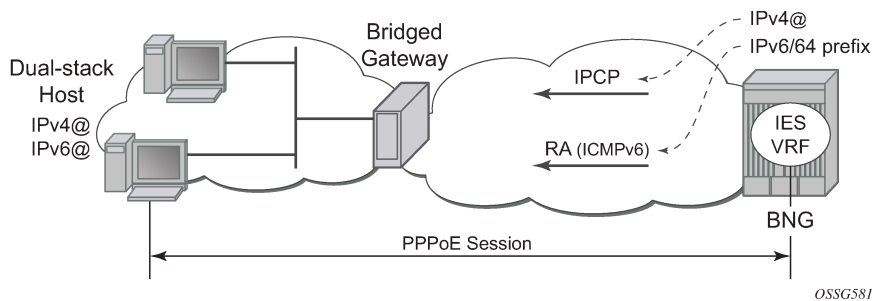 IPv4@
IPv6/64 prefix
Bridged
Gateway
Dual-stack
Host
IPv4@
IPv6@
IPCP
RA (ICMPv6)
IES
VRF
BNG
PPPoE Session
OSSG581